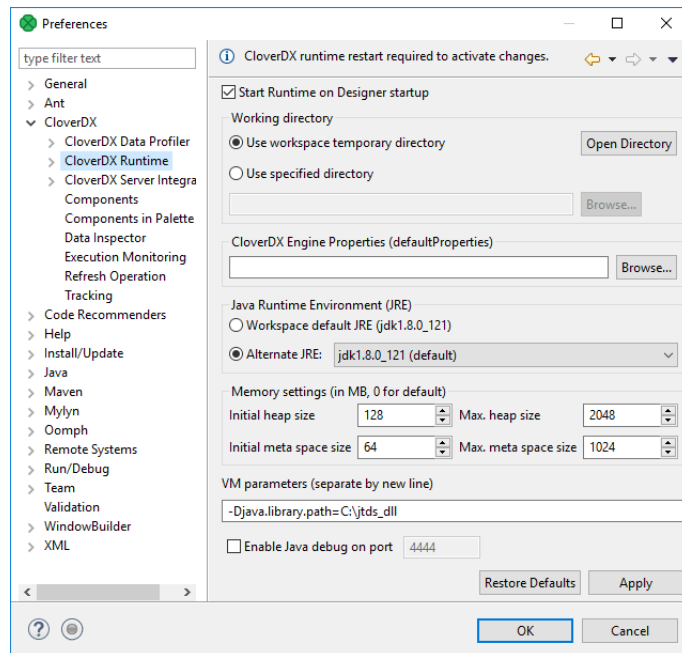 Preferences
type filter text
CloverDX runtime restart required to activate changes.
General
Ant
CloverDX
CloverDX Data Profiler
CloverDX Runtime
CloverDX Server Integra
Components
Components in Palette
Data Inspector
Execution Monitoring
Refresh Operation
Tracking
Code Recommenders
Help
Install/Update
Java
Maven
Mylyn
Oomph
Remote Systems
Run/Debug
Team
Validation
WindowBuilder
XML
Start Runtime on Designer startup
Working directory
Use workspace temporary directory
Open Directory
Use specified directory
Browse...
CloverDX Engine Properties (defaultProperties)
Browse...
Java Runtime Environment (JRE)
Workspace default JRE (jdk1.8.0_121)
Alternate JRE: jdk1.8.0_121 (default)
Memory settings (in MB, 0 for default)
Initial heap size 128 Max. heap size 2048
Initial meta space size 64 Max. meta space size 1024
VM parameters (separate by new line)
-Djava.library.path=C:\jtds_dll
Enable Java debug on port 4444
Restore Defaults Apply
OK Cancel